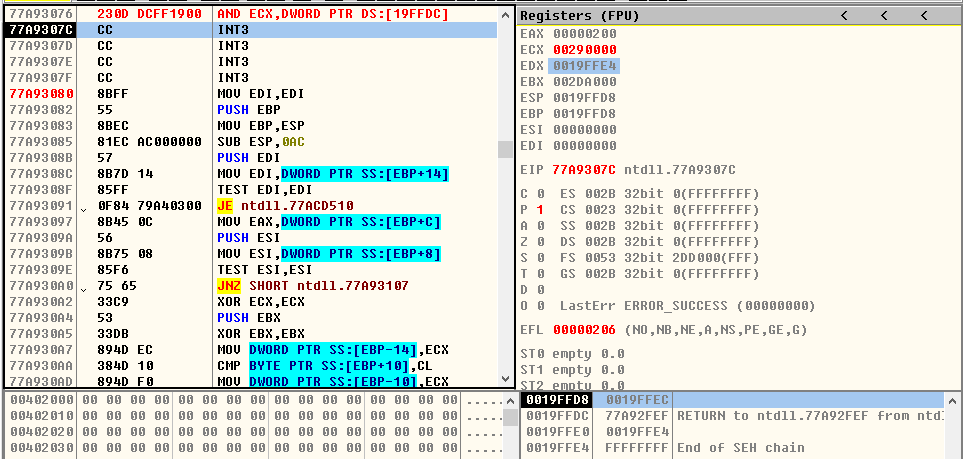 77A93076 230D DCFF1900 AND ECX,DWORD PTR DS:[19FFDC]
77A9307C CC INT3
77A9307D CC INT3
77A9307E CC INT3
77A9307F CC INT3
77A93080 8BFF MOV EDI,EDI
77A93082 55 PUSH EBP
77A93083 8BEC MOV EBP,ESP
77A93085 81EC AC000000 SUB ESP,0AC
77A9308B 57 PUSH EDI
77A9308C 8B7D 14 MOV EDI,DWORD PTR SS:[EBP+14]
77A9308F 85FF TEST EDI,EDI
77A93091 0F84 79A40300 JE ntdll.77ACD510
77A93097 8B45 0C MOV EAX,DWORD PTR SS:[EBP+C]
77A9309A 56 PUSH ESI
77A9309B 8B75 08 MOV ESI,DWORD PTR SS:[EBP+8]
77A9309E 85F6 TEST ESI,ESI
77A930A0 75 65 JNZ SHORT ntdll.77A93107
77A930A2 33C9 XOR ECX,ECX
77A930A4 53 PUSH EBX
77A930A5 33DB XOR EBX,EBX
77A930A7 894D EC MOV DWORD PTR SS:[EBP-14],ECX
77A930AA 384D 10 CMP BYTE PTR SS:[EBP+10],CL
77A930AD 894D F0 MOV DWORD PTR SS:[EBP-10],ECX
Registers (FPU) < < <
EAX 00000200
ECX 00290000
EDX 0019FFE4
EBX 002DA000
ESP 0019FFD8
EBP 0019FFD8
ESI 00000000
EDI 00000000
EIP 77A9307C ntdll.77A9307C
C 0 ES 002B 32bit 0(FFFFFFFF)
P 1 CS 0023 32bit 0(FFFFFFFF)
A 0 SS 002B 32bit 0(FFFFFFFF)
Z 0 DS 002B 32bit 0(FFFFFFFF)
S 0 FS 0053 32bit 2DD000(FFF)
T 0 GS 002B 32bit 0(FFFFFFFF)
D 0
O 0 LastErr ERROR_SUCCESS (00000000)
EFL 00000206 (NO,NB,NE,A,NS,PE,GE,G)
ST0 empty 0.0
ST1 empty 0.0
ST2 empty 0.0
00402000 00 00 00 00 00 00 00 00 00 00 00 00 00 00 00 00 .....
00402010 00 00 00 00 00 00 00 00 00 00 00 00 00 00 00 00 .....
00402020 00 00 00 00 00 00 00 00 00 00 00 00 00 00 00 00 .....
00402030 00 00 00 00 00 00 00 00 00 00 00 00 00 00 00 00 .....
0019FFD8 0019FFEC
0019FFDC 77A92FEF RETURN to ntdll.77A92FEF from ntd
0019FFE0 0019FFE4
0019FFE4 FFFFFFFF End of SEH chain